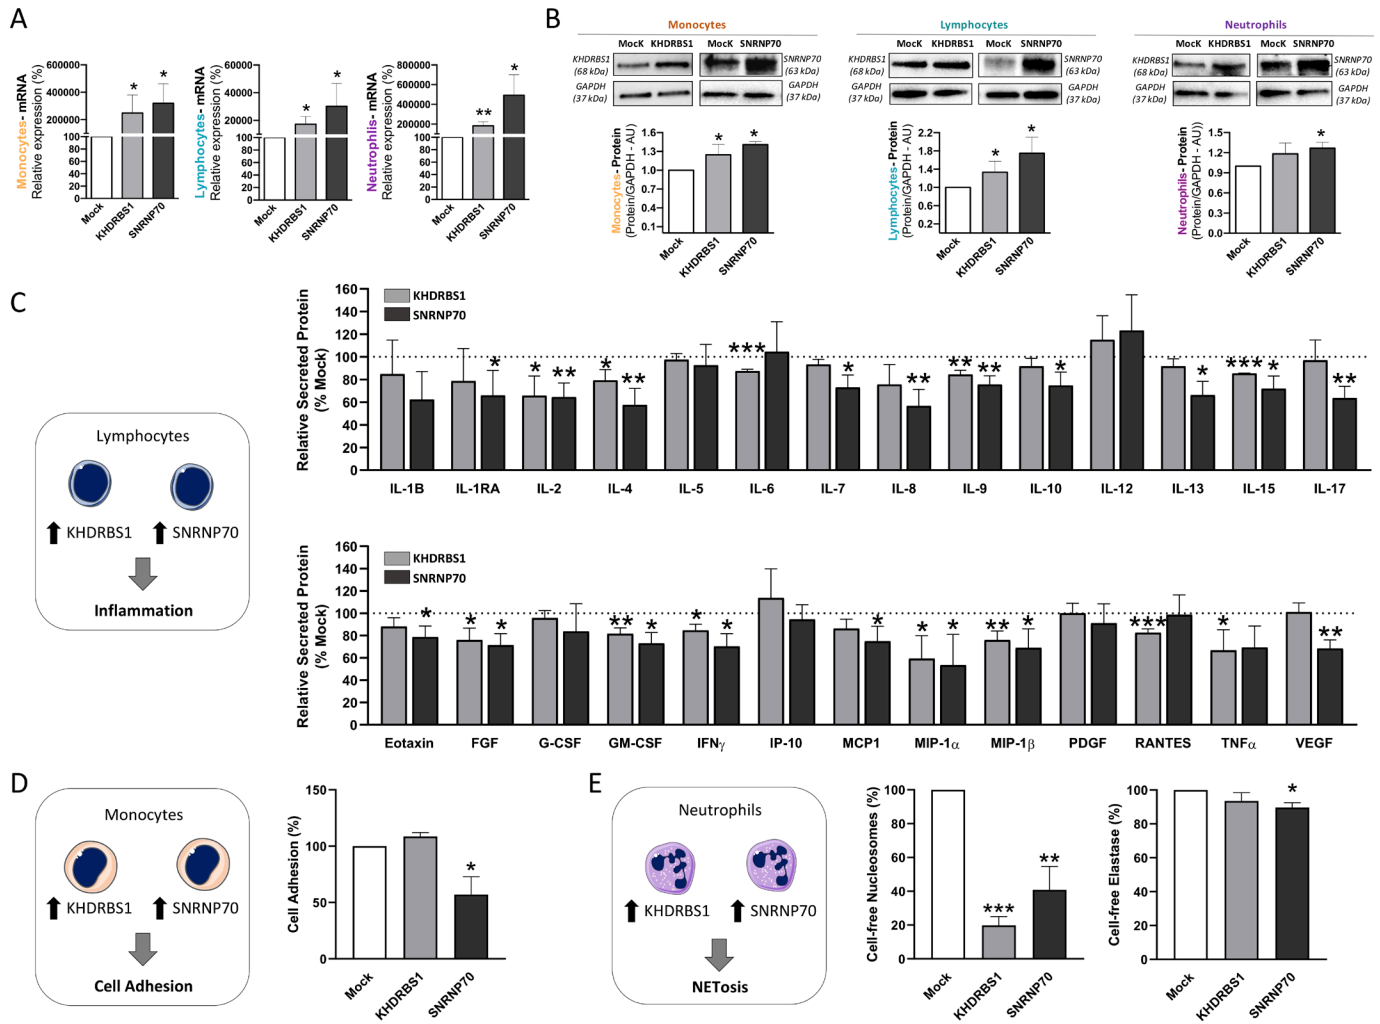 A
Monocytes- mRNA
Relative expression (%)
600000
400000
200000
100
80
60
40
20
0
*
*
Mock
KHDRBS1
SNRNP70
Lymphocytes - mRNA
Relative expression (%)
60000
40000
20000
100
80
60
40
20
0
*
*
Mock
KHDRBS1
SNRNP70
Neutrophlis- mRNA
Relative expression (%)
800000
600000
400000
200000
100
80
60
40
20
0
**
*
Mock
KHDRBS1
SNRNP70
B
Monocytes
MocK KHDRBS1 MocK SNRNP70
KHDRBS1
(68 kDa)
SNRNP70
(63 kDa)
GAPDH
(37 kDa)
GAPDH
(37 kDa)
Monocytes- Protein
(Protein/GAPDH - AU)
1.6
1.3
1.0
0.7
0.4
0.1
*
*
Mock
KHDRBS1
SNRNP70
Lymphocytes
MocK KHDRBS1 MocK SNRNP70
KHDRBS1
(68 kDa)
SNRNP70
(63 kDa)
GAPDH
(37 kDa)
GAPDH
(37 kDa)
Lymphocytes- Protein
(Protein/GAPDH - AU)
2.2
1.8
1.4
1.0
0.6
0.2
*
*
Mock
KHDRBS1
SNRNP70
Neutrophils
MocK KHDRBS1 MocK SNRNP70
KHDRBS1
(68 kDa)
SNRNP70
(63 kDa)
GAPDH
(37 kDa)
GAPDH
(37 kDa)
Neutrophils- Protein
(Protein/GAPDH - AU))
1.5
1.2
0.9
0.6
0.3
0.0
*
Mock
KHDRBS1
SNRNP70
C
Lymphocytes
KHDRBS1 SNRNP70
Inflammation
Relative Secreted Protein
(% Mock)
160
140
120
100
80
60
40
20
0
KHDRBS1
SNRNP70
* * ** * ** *** * ** ** ** * * *** * **
IL-1B IL-1RA IL-2 IL-4 IL-5 IL-6 IL-7 IL-8 IL-9 IL-10 IL-12 IL-13 IL-15 IL-17
Relative Secreted Protein
(% Mock)
160
140
120
100
80
60
40
20
0
KHDRBS1
SNRNP70
* * * ** * * * * * * ** * *** * **
Eotaxin FGF G-CSF GM-CSF IFNγ IP-10 MCP1 MIP-1α MIP-1β PDGF RANTES TNFα VEGF
D
Monocytes
KHDRBS1 SNRNP70
Cell Adhesion
Cell Adhesion (%)
150
100
50
0
*
Mock
KHDRBS1
SNRNP70
E
Neutrophils
KHDRBS1 SNRNP70
NETosis
Cell-free Nucleosomes (%)
100
80
60
40
20
0
***
**
Mock
KHDRBS1
SNRNP70
Cell-free Elastase (%)
100
80
60
40
20
0
*
Mock
KHDRBS1
SNRNP70